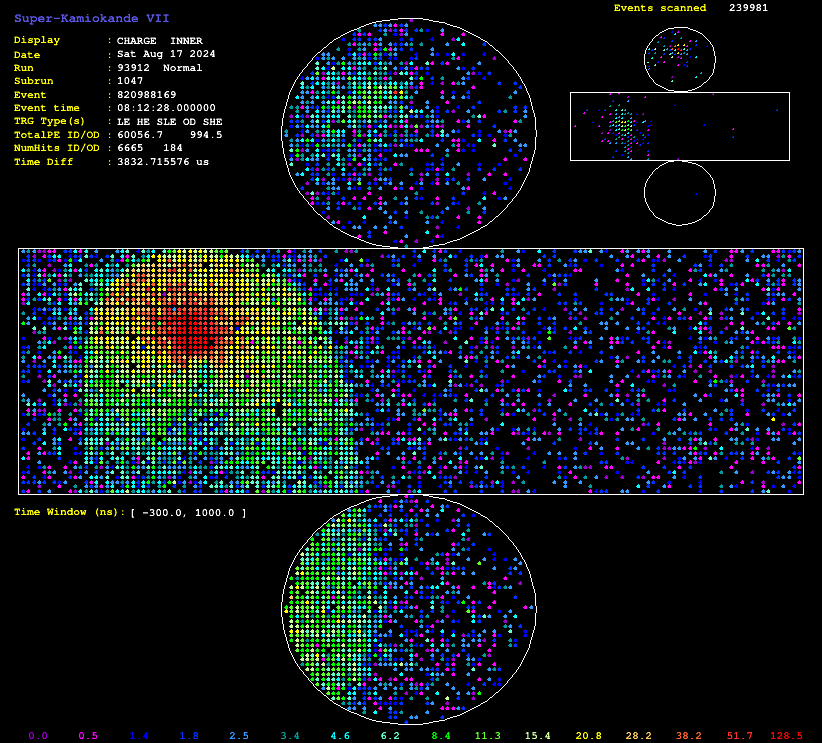 Super-Kamiokande VII
Events scanned 239981
Display : CHARGE INNER
Date : Sat Aug 17 2024
Run : 93912 Normal
Subrun : 1047
Event : 820988169
Event time : 08:12:28.000000
TRG Type(s) : LE HE SLE OD SHE
TotalPE ID/OD : 60056.7 994.5
NumHits ID/OD : 6665 184
Time Diff : 3832.715576 us
Time Window (ns): [ -300.0, 1000.0 ]
0.0 0.5 1.4 1.8 2.5 3.4 4.6 6.2 8.4 11.3 15.4 20.8 28.2 38.2 51.7 128.5